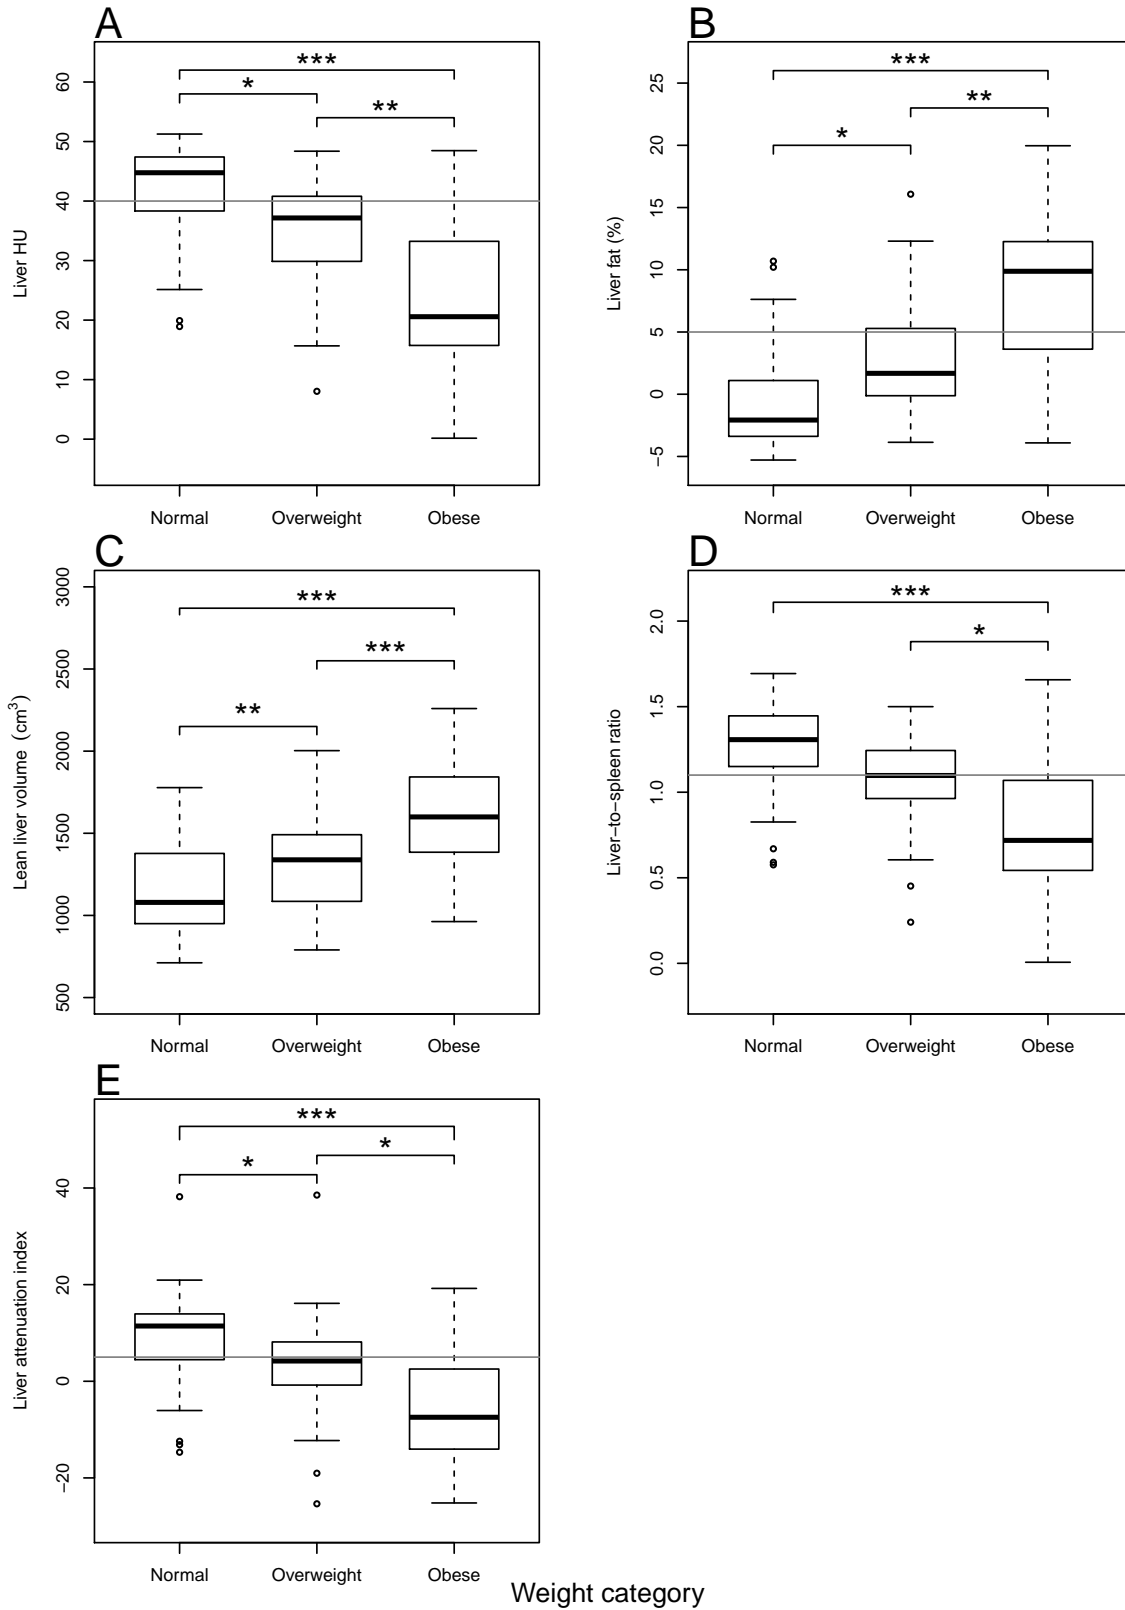 A
Liver HU
60
50
40
30
20
10
0
***
*
**
Normal Overweight Obese
B
Liver fat (%)
25
20
15
10
5
0
−5
***
**
*
Normal Overweight Obese
C
Lean liver volume (cm³)
3000
2500
2000
1500
1000
500
***
***
**
Normal Overweight Obese
D
Liver−to−spleen ratio
2.0
1.5
1.0
0.5
0.0
***
*
Normal Overweight Obese
E
Liver attenuation index
40
20
0
−20
***
*
*
Normal Overweight Obese
Weight category